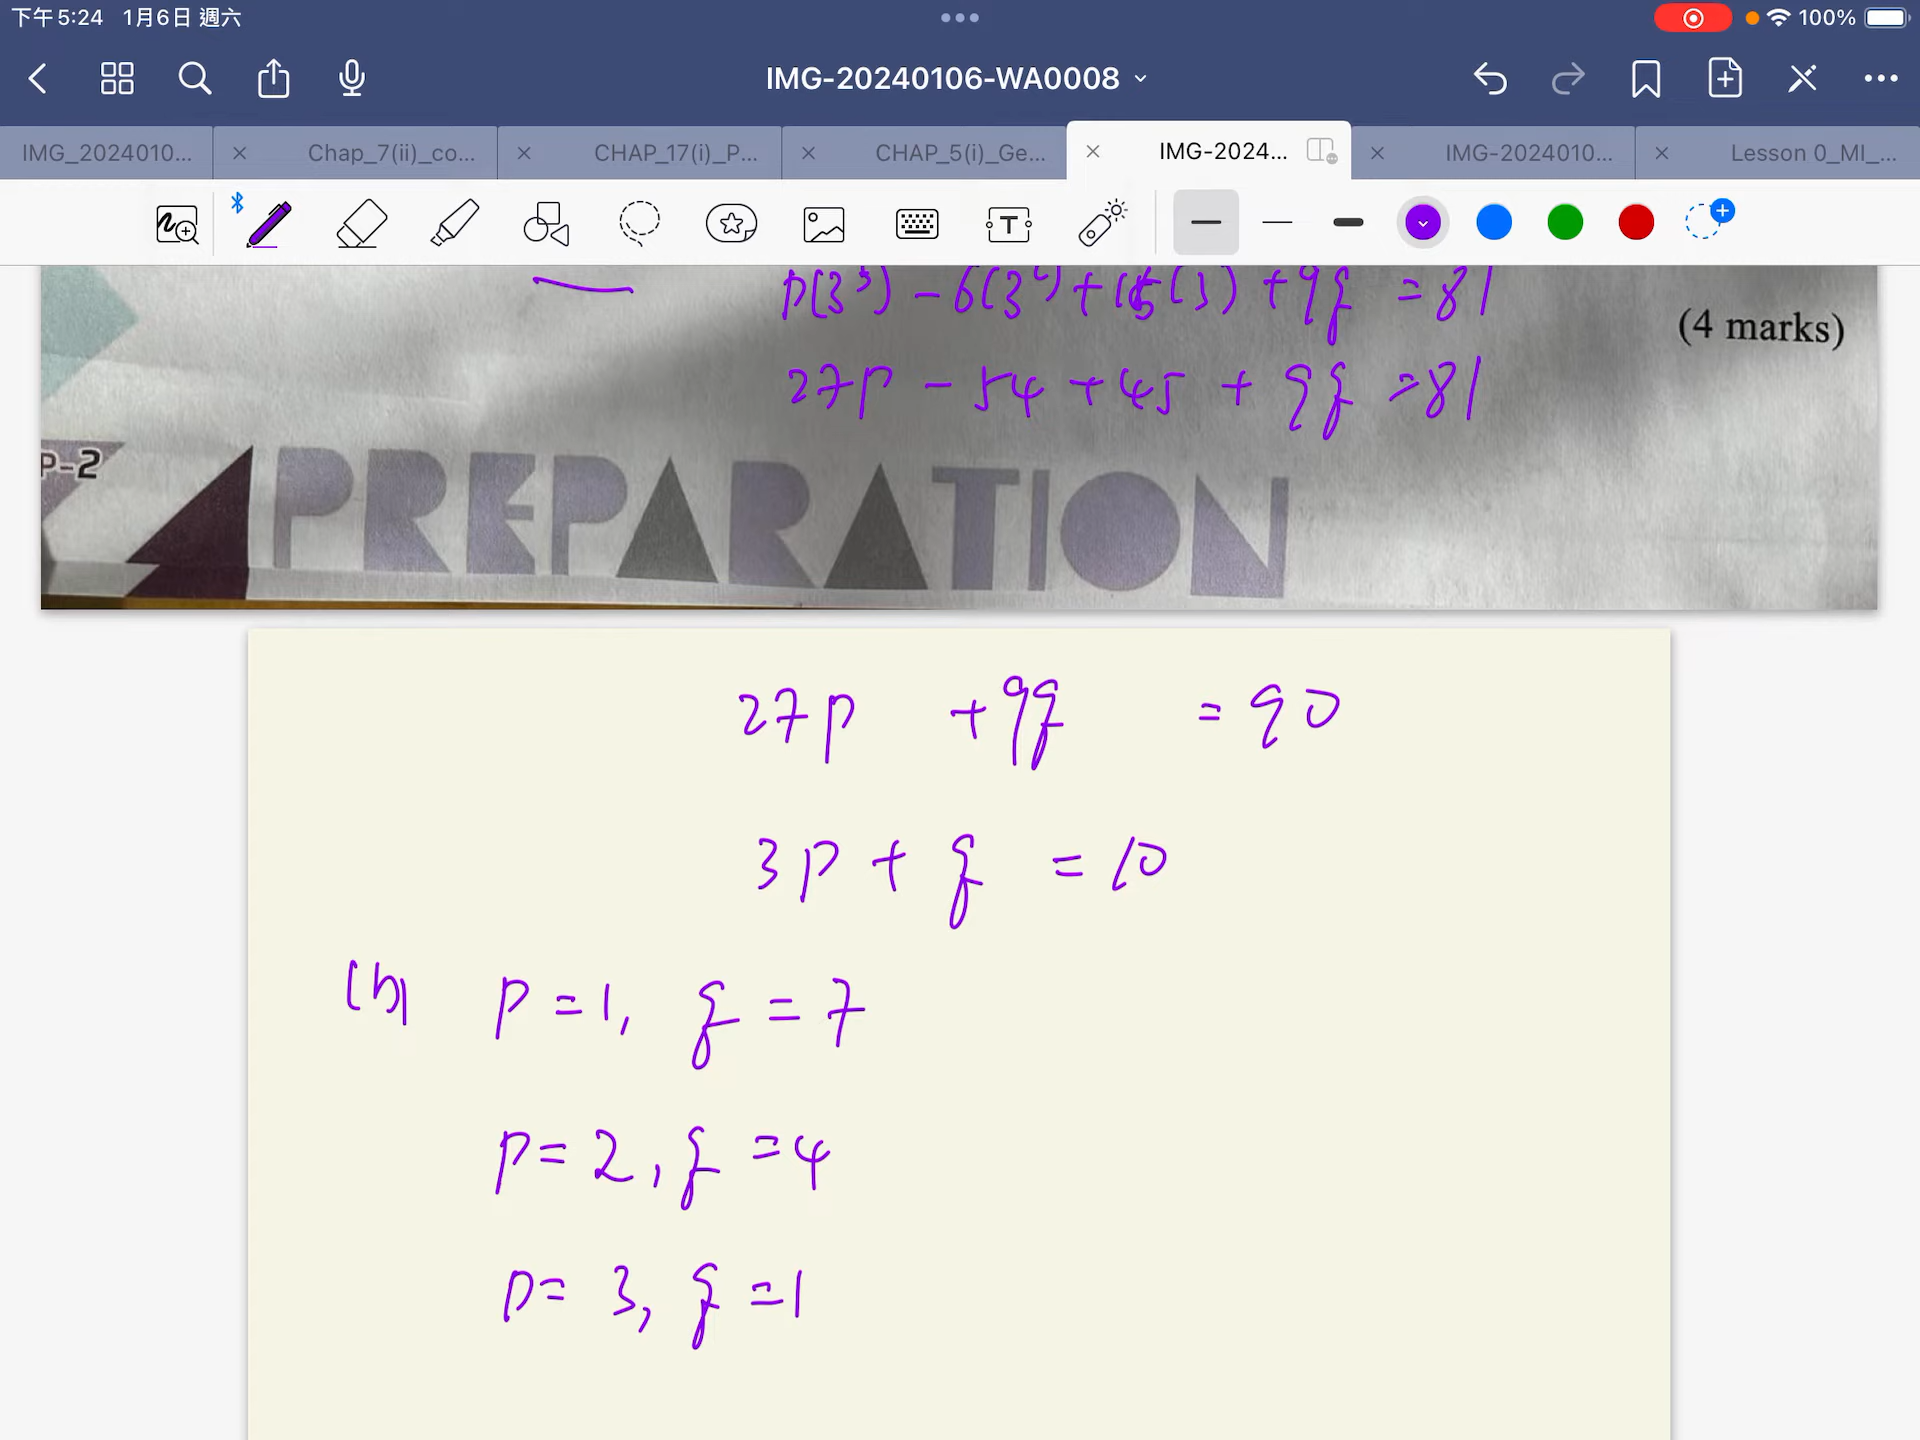 下午5:24 1月6日 週六
100%
IMG-20240106-WA0008
IMG_2024010...
Chap_7(ii)_co...
CHAP_17(i)_P...
CHAP_5(i)_Ge...
IMG-2024...
IMG-2024010...
Lesson 0_MI_...
p(3³) - 6(3²) + 15(3) + 9q = 81
(4 marks)
27p - 54 + 45 + 9q = 81
P-2
PREPARATION
27p + 9q = 90
3p + q = 10
(b) p = 1, q = 7
p = 2, q = 4
p = 3, q = 1